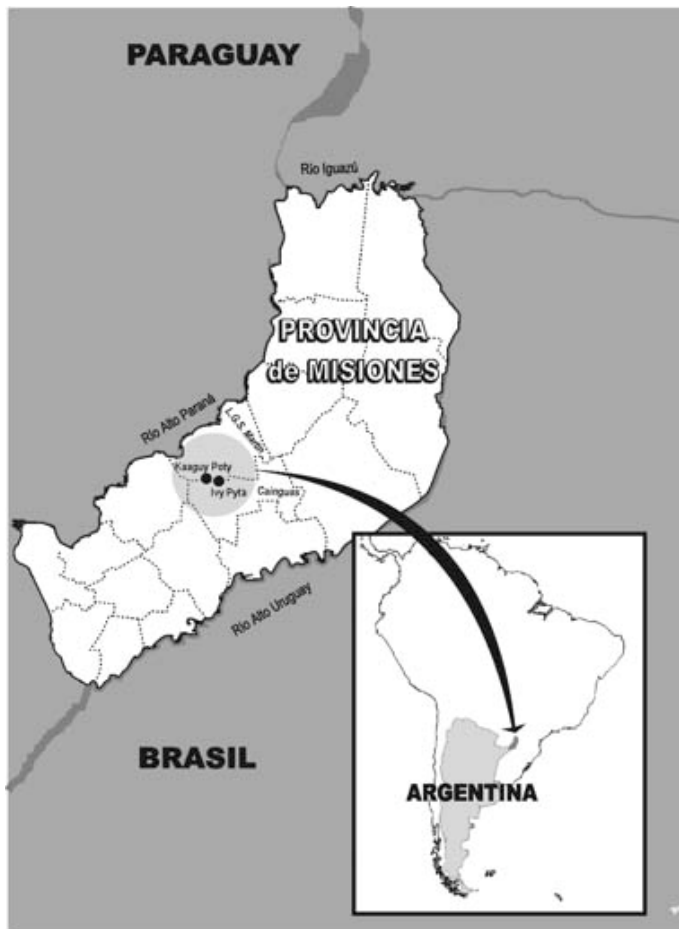 PARAGUAY
Río Iguazú
PROVINCIA
de MISIONES
Río Alto Paraná
L.G.S. Martín
Kaaguy Poty
Ivy Pyta
Cainguas
Río Alto Uruguay
BRASIL
ARGENTINA